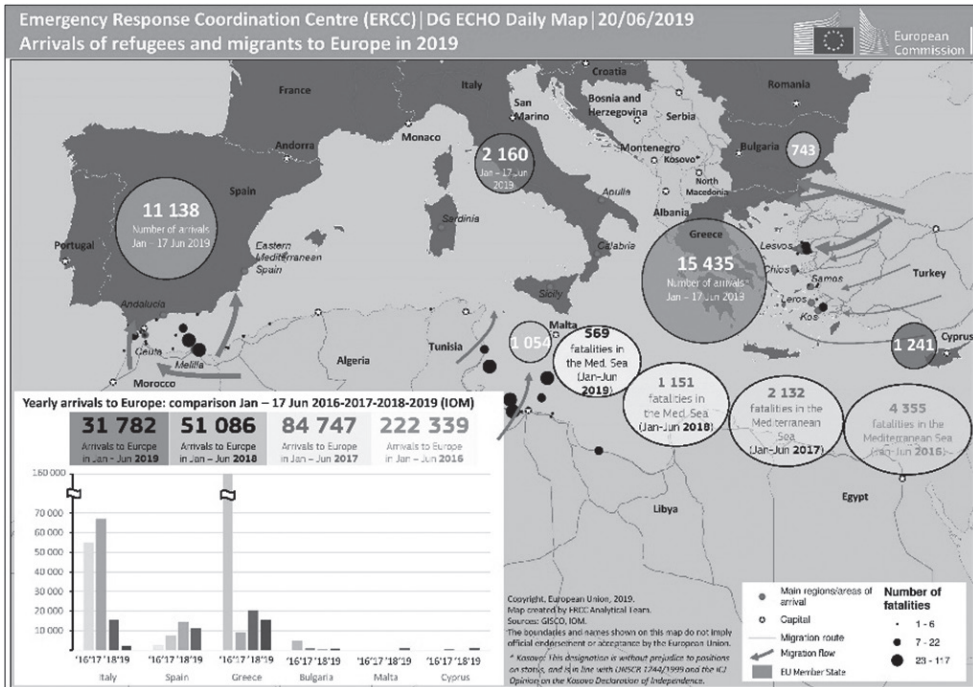 Emergency Response Coordination Centre (ERCC) | DG ECHO Daily Map | 20/06/2019
Arrivals of refugees and migrants to Europe in 2019
European
Commission
Croatia
Italy
France
San
Marino
Bosnia and
Herzegovina
Romania
Serbia
Monaco
Andorra
Montenegro
Kosovo*
Bulgaria
743
2 160
Jan – 17 Jun
2019
North
Macedonia
Spain
11 138
Number of arrivals
Jan – 17 Jun 2019
Apulia
Albania
Sardinia
Greece
Lesvos
Portugal
Eastern
Mediterranean
Spain
Calabria
15 435
Number of arrivals
Jan – 17 Jun 2019
Chios
Samos
Turkey
Andalucia
Sicily
Leros
Kos
Ceuta
Melilla
Malta
1 054
Tunisia
Algeria
Morocco
Cyprus
1 241
569
fatalities in
the Med. Sea
(Jan-Jun
2019)
1 151
fatalities in
the Med. Sea
(Jan-Jun 2018)
2 132
fatalities in the
Mediterranean
Sea
(Jan-Jun 2017)
4 355
fatalities in the
Mediterranean Sea
(Jan-Jun 2016)
Libya
Egypt
Yearly arrivals to Europe: comparison Jan – 17 Jun 2016-2017-2018-2019 (IOM)
31 782
Arrivals to Europe
in Jan - Jun 2019
51 086
Arrivals to Europe
in Jan – Jun 2018
84 747
Arrivals to Europe
in Jan – Jun 2017
222 339
Arrivals to Europe
in Jan – Jun 2016
160 000
70 000
60 000
50 000
40 000
30 000
20 000
10 000
'16'17'18'19 '16'17'18'19 '16'17'18'19 '16'17'18'19 '16'17'18'19 '16'17'18'19
Italy Spain Greece Bulgaria Malta Cyprus
Copyright, European Union, 2019.
Map created by ERCC Analytical Team.
Sources: GISCO, IOM.
The boundaries and names shown on this map do not imply
official endorsement or acceptance by the European Union.
* Kosovo: This designation is without prejudice to positions
on status, and is in line with UNSCR 1244/1999 and the ICJ
Opinion on the Kosovo Declaration of Independence.
Main regions/areas of
arrival
Capital
Migration route
Migration flow
EU Member State
Number of
fatalities
1 - 6
7 - 22
23 - 117